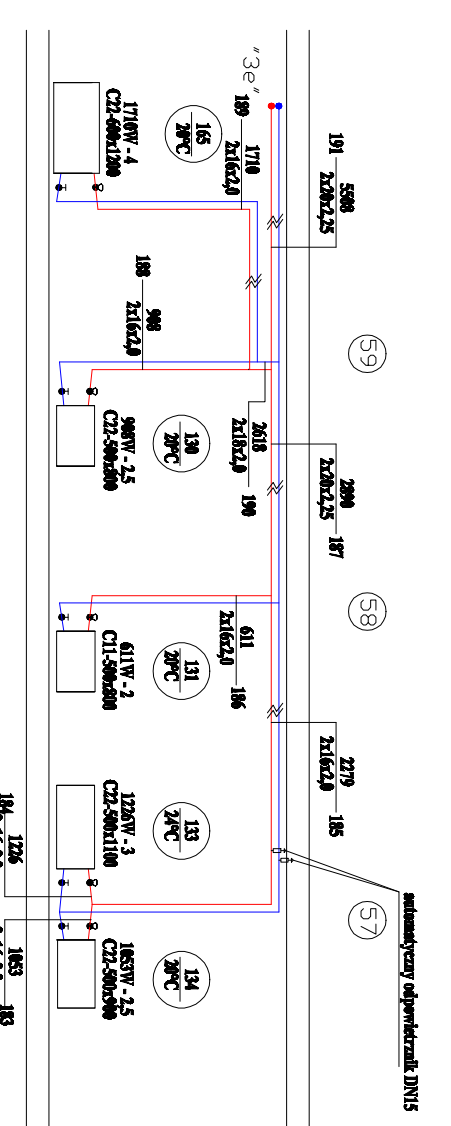 "3e"
191
5508
2x20x2,25
189
1710
2x16x2,0
165
20°C
1710W - 4
C22-600x1200
59
188
908
2x16x2,0
2618
2x18x2,0
190
130
20°C
908W - 2,5
C22-500x800
2890
2x20x2,25
187
58
611
2x16x2,0
186
131
20°C
611W - 2
C11-500x800
2279
2x16x2,0
185
133
24°C
1226W - 3
C22-500x1100
57
automatyczny odpowietrznik DN15
134
20°C
1053W - 2,5
C22-500x900
184
1226
1053
183